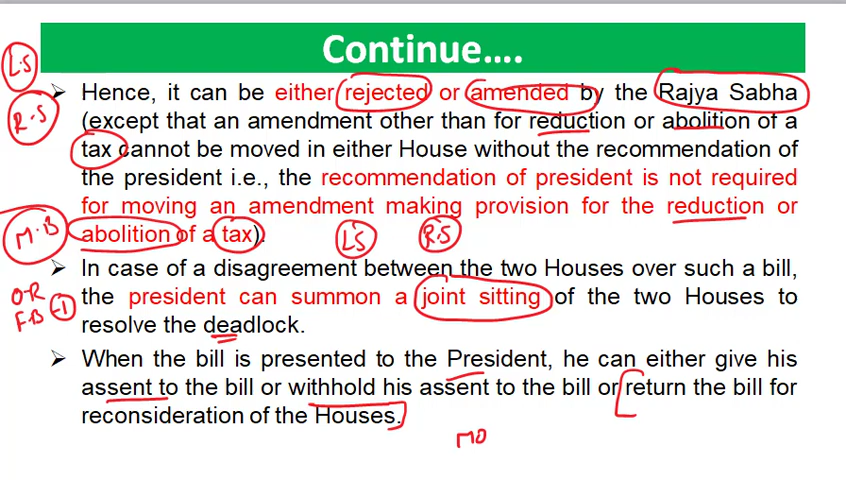 Continue....
L.S
➢ Hence, it can be either rejected or amended by the Rajya Sabha
R.S
(except that an amendment other than for reduction or abolition of a
tax cannot be moved in either House without the recommendation of
the president i.e., the recommendation of president is not required
for moving an amendment making provision for the reduction or
M.B
abolition of a tax).
LS R.S
➢ In case of a disagreement between the two Houses over such a bill,
O-R
the president can summon a joint sitting of the two Houses to
F.B -1
resolve the deadlock.
➢ When the bill is presented to the President, he can either give his
assent to the bill or withhold his assent to the bill or return the bill for
reconsideration of the Houses.